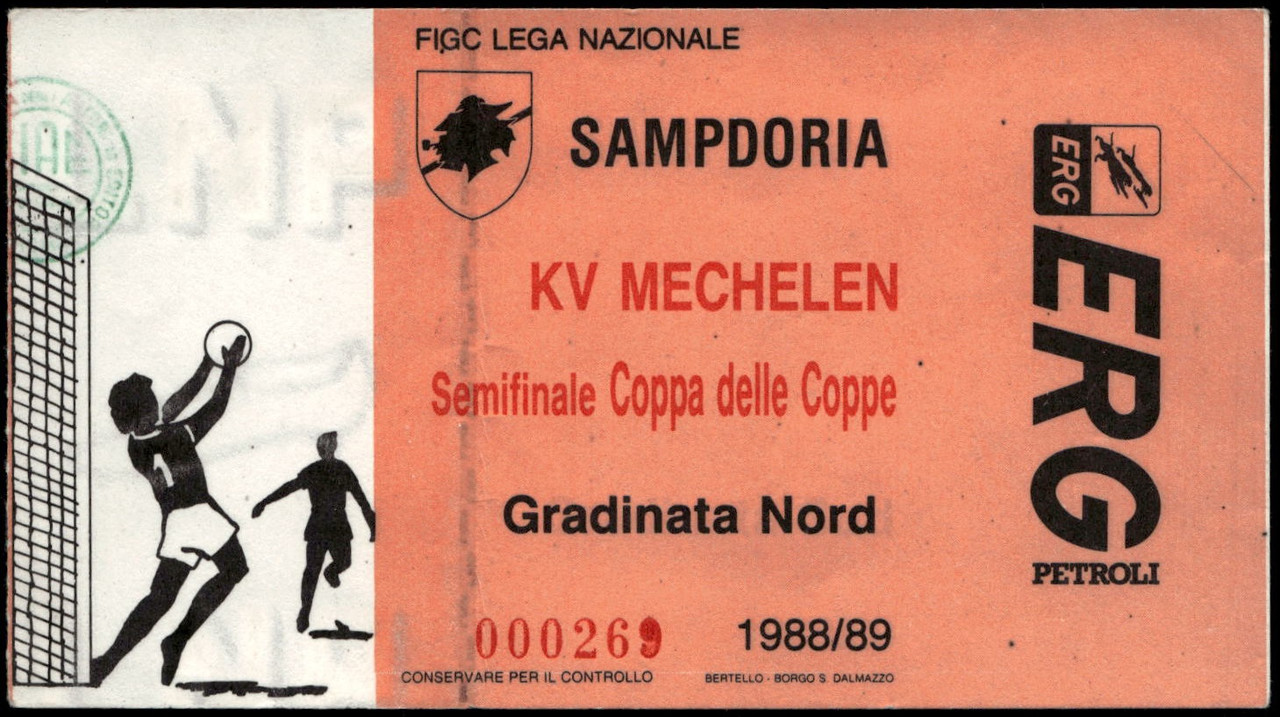 FIGC LEGA NAZIONALE
SAMPDORIA
KV MECHELEN
Semifinale Coppa delle Coppe
Gradinata Nord
000269
1988/89
CONSERVARE PER IL CONTROLLO
BERTELLO - BORGO S. DALMAZZO
1
ERG
ERG
PETROLI